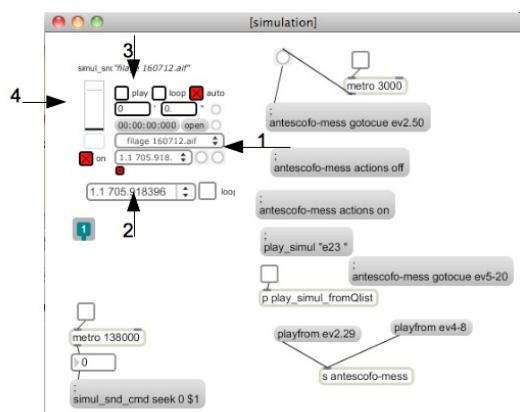 [simulation]
3
simul_snd "filage 160712.aif"
4
play loop auto
0 ' 0. "
00:00:00:000 open
filage 160712.aif
1
on 1.1 705.918.
1.1 705.918396 loop
2
1
metro 138000
0
;
simul_snd_cmd seek 0 $1
metro 3000
;
antescofo-mess gotocue ev2.50
;
antescofo-mess actions off
;
antescofo-mess actions on
;
play_simul "e23 "
;
antescofo-mess gotocue ev5-20
p play_simul_fromQlist
playfrom ev2.29
playfrom ev4-8
s antescofo-mess